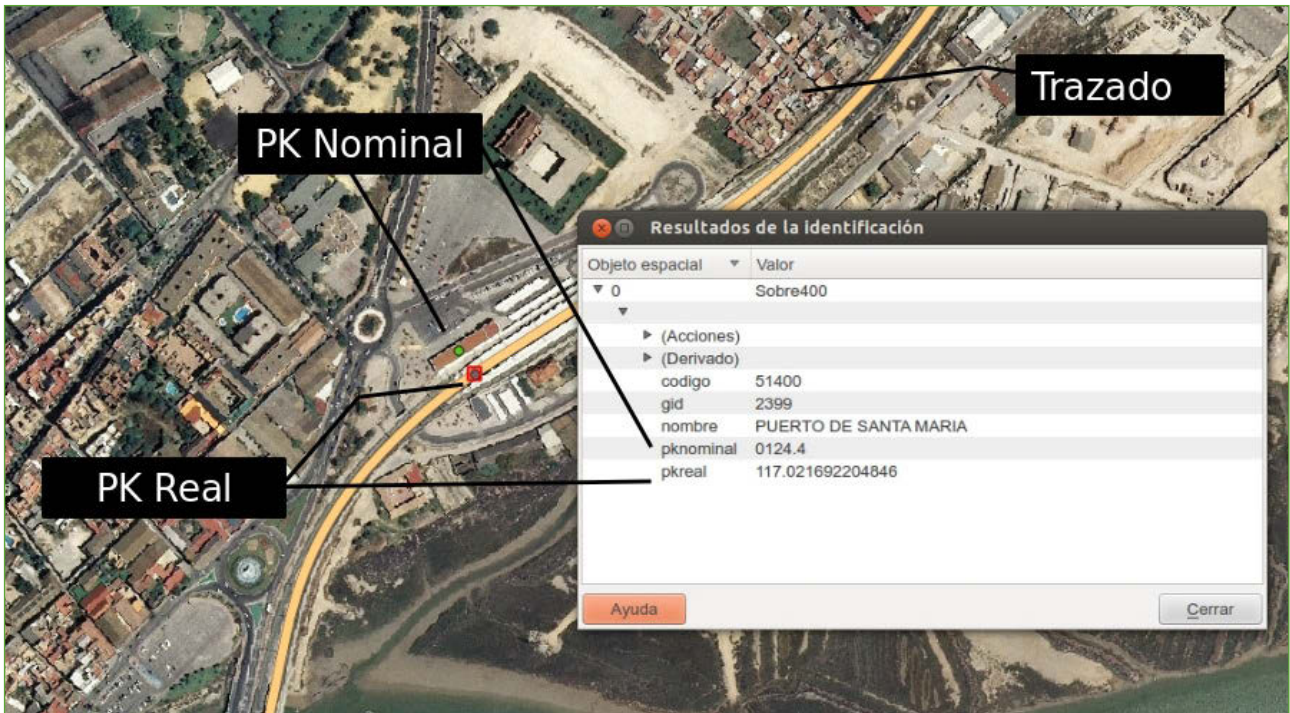 Trazado
PK Nominal
PK Real
Resultados de la identificación
Objeto espacial Valor
0 Sobre400
(Acciones)
(Derivado)
codigo 51400
gid 2399
nombre PUERTO DE SANTA MARIA
pknominal 0124.4
pkreal 117.021692204846
Ayuda Cerrar